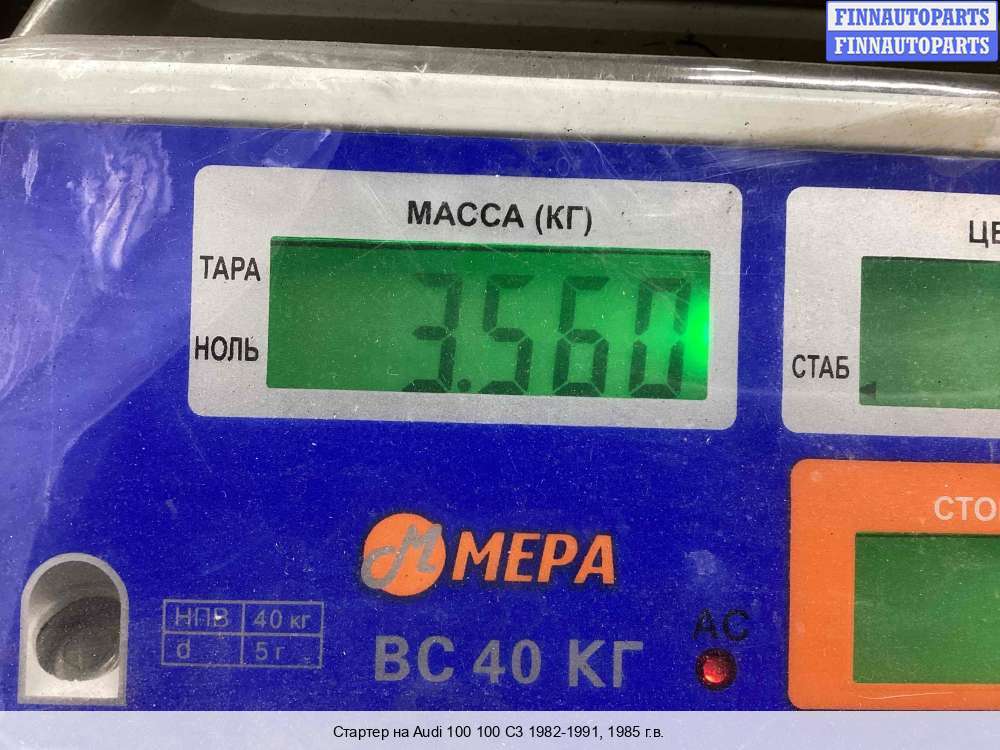 FINNAUTOPARTS
FINNAUTOPARTS
МАССА (КГ)
ТАРА
3.560
НОЛЬ
СТАБ
МЕРА
НПВ 40 кг
d 5 г
ВС 40 КГ
AC
Стартер на Audi 100 100 C3 1982-1991, 1985 г.в.